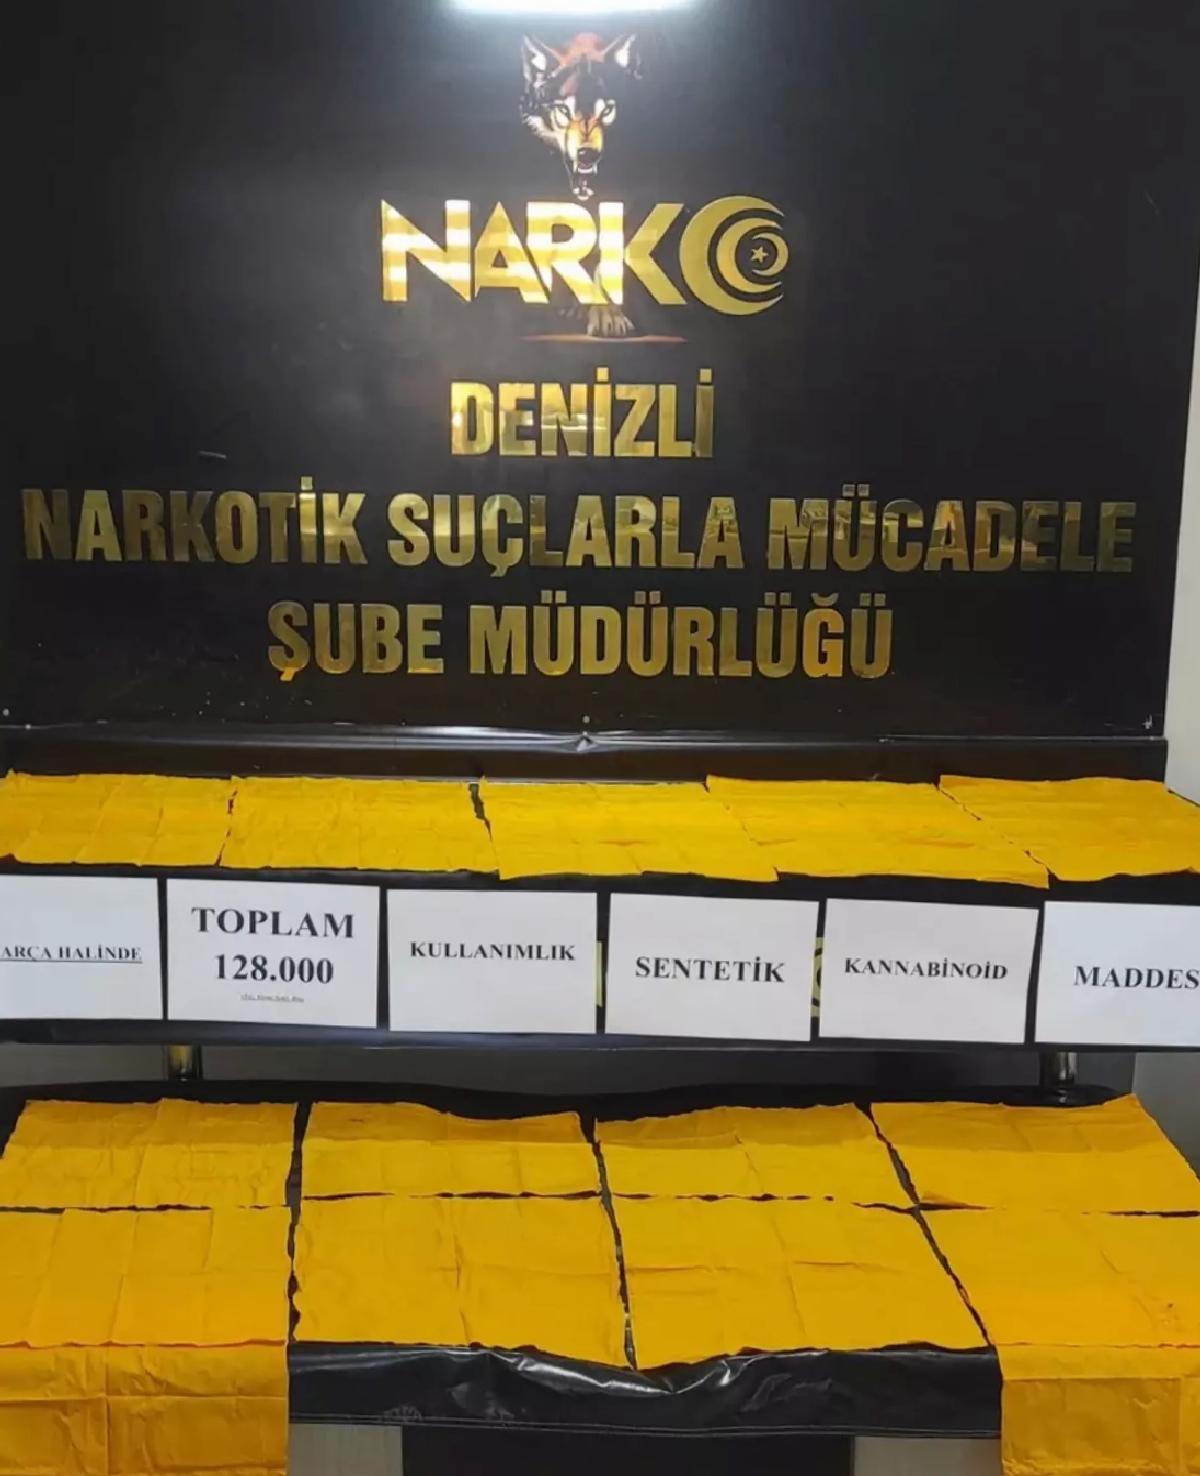 NARKO
DENİZLİ
NARKOTİK SUÇLARLA MÜCADELE
ŞUBE MÜDÜRLÜĞÜ
ARÇA HALİNDE
TOPLAM
128.000
KULLANIMLIK
SENTETİK
KANNABİNOİD
MADDES